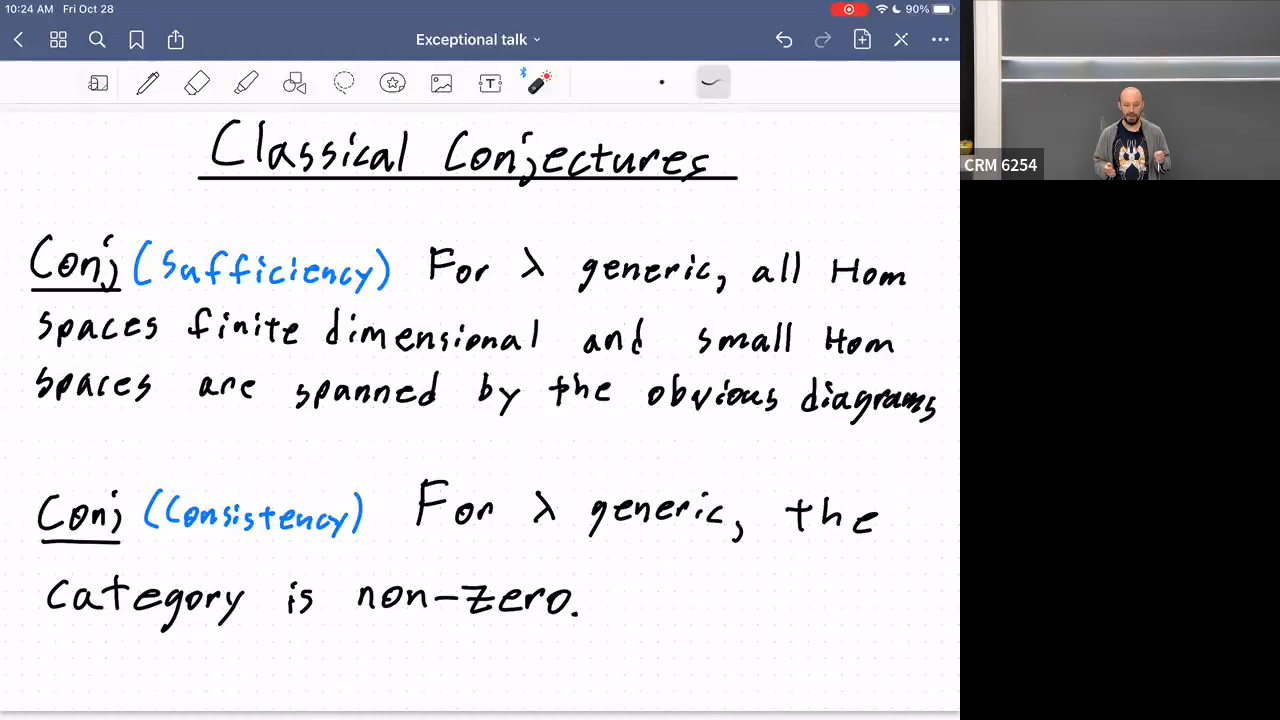 10:24 AM Fri Oct 28
90%
Exceptional talk
T
Classical Conjectures
Conj (Sufficiency) For λ generic, all Hom
spaces finite dimensional and small Hom
spaces are spanned by the obvious diagrams
Conj (Consistency) For λ generic, the
category is non-zero.
CRM 6254